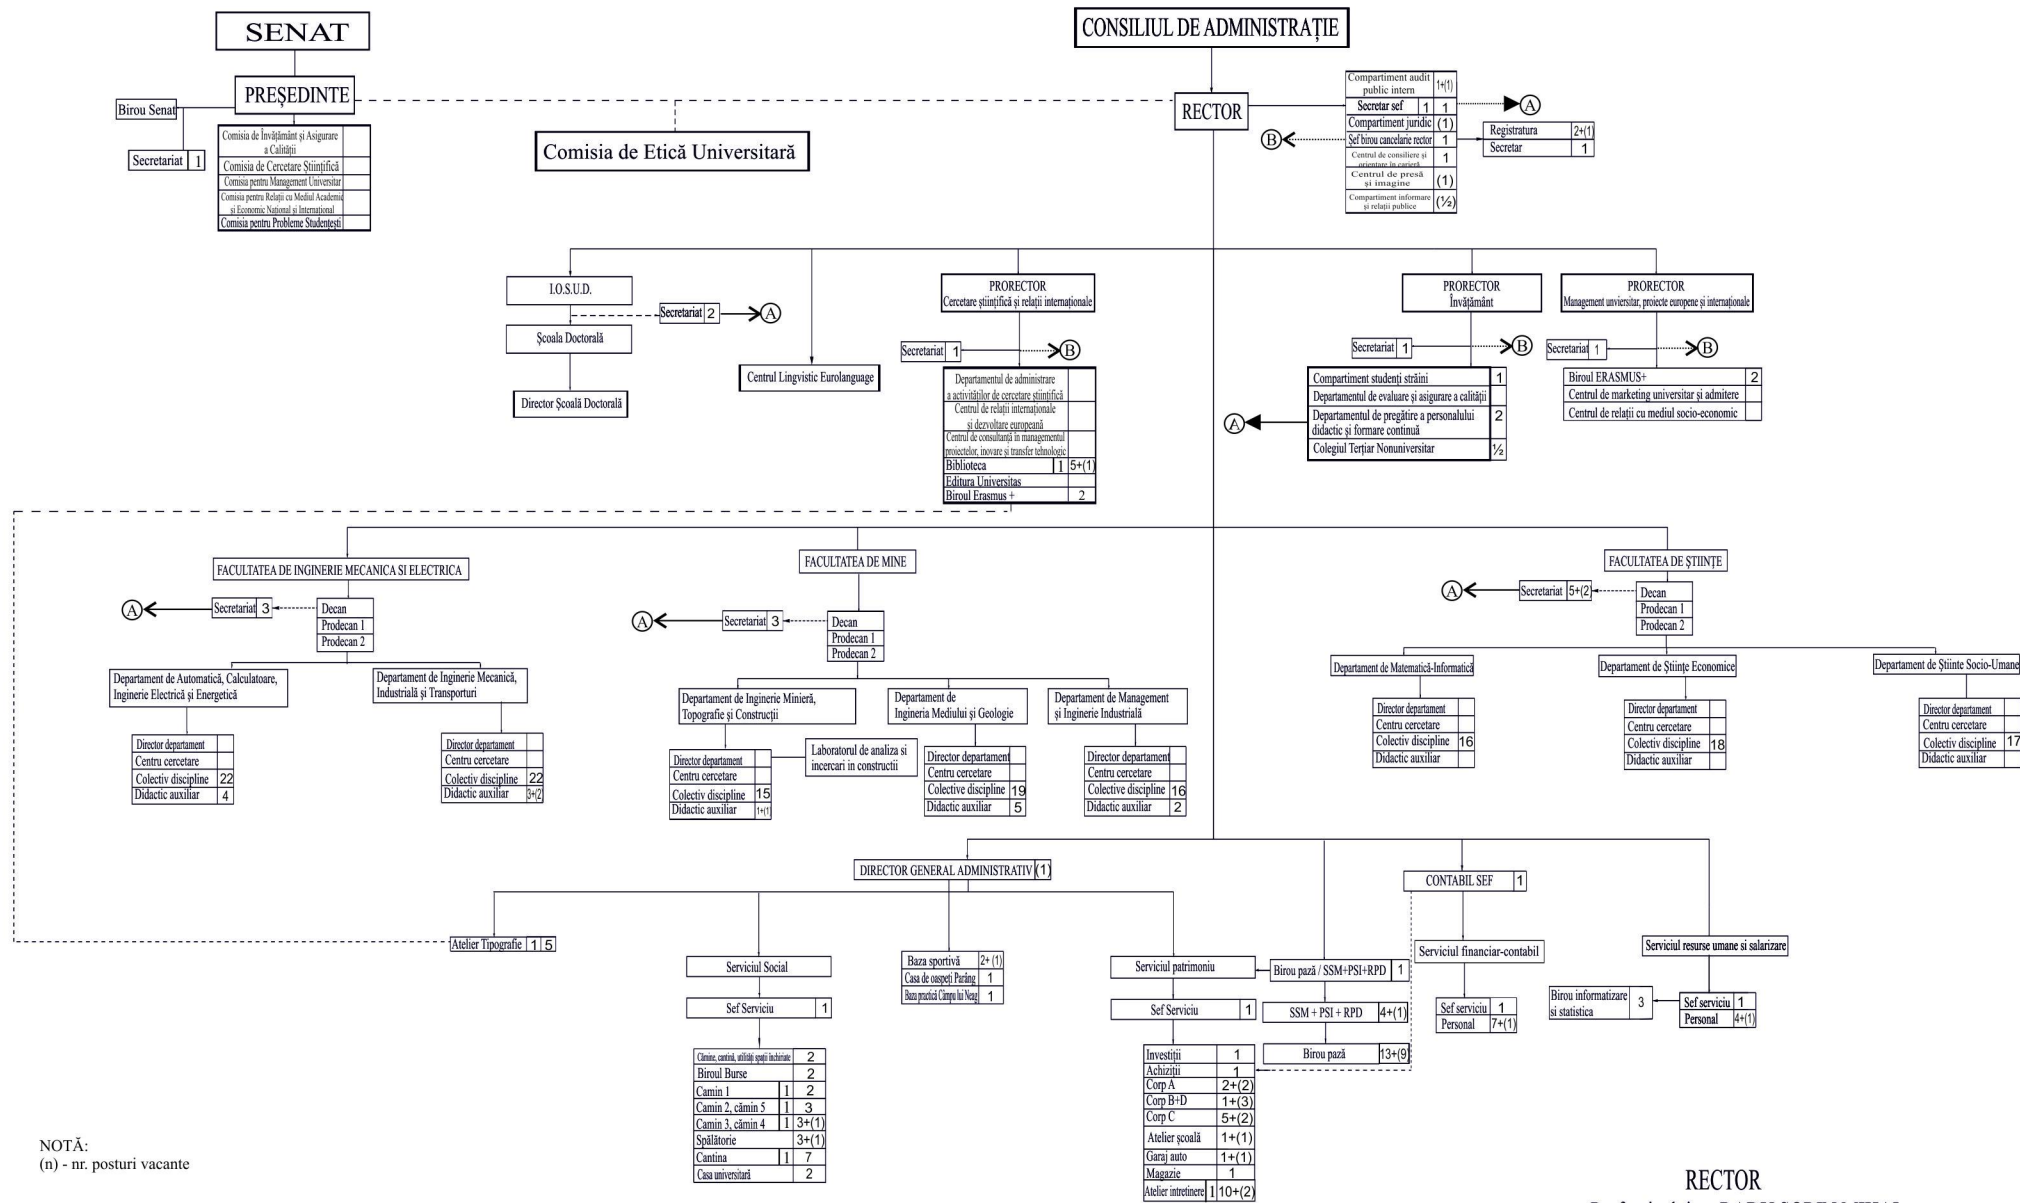 SENAT
PREȘEDINTE
Birou Senat
Secretariat 1
Comisia de Învățământ și Asigurare
a Calității
Comisia de Cercetare Științifică
Comisia pentru Management Universitar
Comisia pentru Relații cu Mediul Academic
și Economic Național și Internațional
Comisia pentru Probleme Studențești
Comisia de Etică Universitară
CONSILIUL DE ADMINISTRAȚIE
RECTOR
Compartiment audit
public intern 1+(1)
Secretar sef 1 1
A
Compartiment juridic (1)
B
Șef birou cancelarie rector 1
Centrul de consiliere și
orientare în carieră 1
Centrul de presă
și imagine (1)
Compartiment informare
și relații publice (½)
Registratura 2+(1)
Secretar 1
I.O.S.U.D.
Secretariat 2
A
Școala Doctorală
Director Școală Doctorală
Centrul Lingvistic Eurolanguage
PRORECTOR
Cercetare științifică și relații internaționale
Secretariat 1
B
Departamentul de administrare
a activităților de cercetare științifică
Centrul de relații internaționale
și dezvoltare europeană
Centrul de consultanță în managementul
proiectelor, inovare și transfer tehnologic
Biblioteca 1 5+(1)
Editura Universitas
Biroul Erasmus + 2
PRORECTOR
Învățământ
Secretariat 1
B
Compartiment studenți străini 1
Departamentul de evaluare și asigurare a calității
Departamentul de pregătire a personalului
didactic și formare continuă 2
Colegiul Terțiar Nonuniversitar ½
A
PRORECTOR
Management unviersitar, proiecte europene și internaționale
Secretariat 1
B
Biroul ERASMUS+ 2
Centrul de marketing universitar și admitere
Centrul de relații cu mediul socio-economic
FACULTATEA DE INGINERIE MECANICA SI ELECTRICA
A
Secretariat 3
Decan
Prodecan 1
Prodecan 2
Departament de Automatică, Calculatoare,
Inginerie Electrică și Energetică
Director departament
Centru cercetare
Colectiv discipline 22
Didactic auxiliar 4
Departament de Inginerie Mecanică,
Industrială și Transporturi
Director departament
Centru cercetare
Colectiv discipline 22
Didactic auxiliar 3+(2)
FACULTATEA DE MINE
A
Secretariat 3
Decan
Prodecan 1
Prodecan 2
Departament de Inginerie Minieră,
Topografie și Construcții
Director departament
Centru cercetare
Colectiv discipline 15
Didactic auxiliar 1+(1)
Laboratorul de analiza si
incercari in constructii
Departament de
Ingineria Mediului și Geologie
Director departament
Centru cercetare
Colective discipline 19
Didactic auxiliar 5
Departament de Management
și Inginerie Industrială
Director departament
Centru cercetare
Colective discipline 16
Didactic auxiliar 2
FACULTATEA DE ȘTIINȚE
A
Secretariat 5+(2)
Decan
Prodecan 1
Prodecan 2
Departament de Matematică-Informatică
Director departament
Centru cercetare
Colectiv discipline 16
Didactic auxiliar
Departament de Științe Economice
Director departament
Centru cercetare
Colectiv discipline 18
Didactic auxiliar
Departament de Stiinte Socio-Umane
Director departament
Centru cercetare
Colectiv discipline 17
Didactic auxiliar
DIRECTOR GENERAL ADMINISTRATIV (1)
Atelier Tipografie 1 5
Serviciul Social
Sef Serviciu 1
Cămine, cantină, utilități spații închiriate 2
Biroul Burse 2
Camin 1 1 2
Camin 2, cămin 5 1 3
Camin 3, cămin 4 1 3+(1)
Spălătorie 3+(1)
Cantina 1 7
Casa universitară 2
Baza sportivă 2+ (1)
Casa de oaspeți Parâng 1
Baza practică Câmpu lui Neag 1
Serviciul patrimoniu
Sef Serviciu 1
Investiții 1
Achiziții 1
Corp A 2+(2)
Corp B+D 1+(3)
Corp C 5+(2)
Atelier școală 1+(1)
Garaj auto 1+(1)
Magazie 1
Atelier intretinere 1 10+(2)
Birou pază / SSM+PSI+RPD 1
SSM + PSI + RPD 4+(1)
Birou pază 13+(9)
CONTABIL SEF 1
Serviciul financiar-contabil
Sef serviciu 1
Personal 7+(1)
Serviciul resurse umane si salarizare
Birou informatizare
si statistica 3
Sef serviciu 1
Personal 4+(1)
NOTĂ:
(n) - nr. posturi vacante
RECTOR